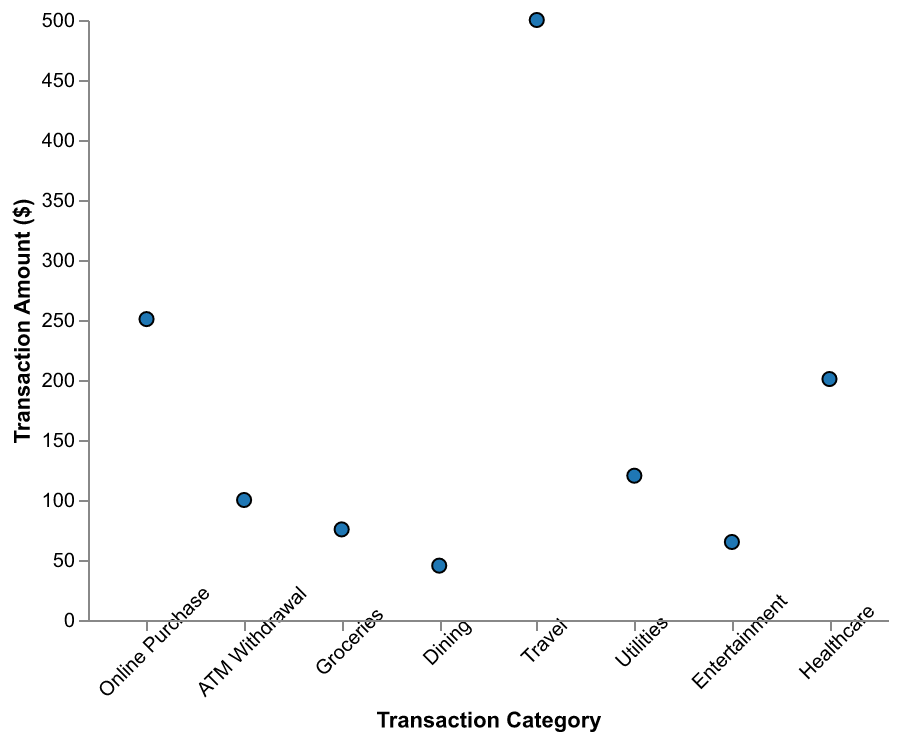 500
450
400
350
300
250
200
150
100
50
0
Transaction Amount ($)
Online Purchase
ATM Withdrawal
Groceries
Dining
Travel
Utilities
Entertainment
Healthcare
Transaction Category